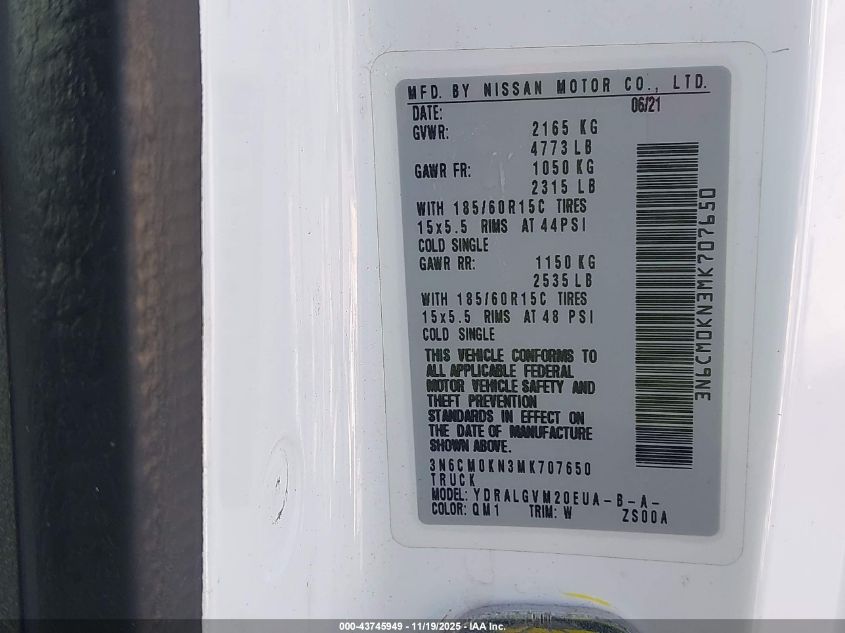 MFD. BY NISSAN MOTOR CO., LTD.
DATE: 06/21
GVWR: 2165 KG
4773 LB
GAWR FR: 1050 KG
2315 LB
WITH 185/60R15C TIRES
15x5.5 RIMS AT 44PSI
COLD SINGLE
GAWR RR: 1150 KG
2535 LB
WITH 185/60R15C TIRES
15x5.5 RIMS AT 48 PSI
COLD SINGLE
THIS VEHICLE CONFORMS TO
ALL APPLICABLE FEDERAL
MOTOR VEHICLE SAFETY AND
THEFT PREVENTION
STANDARDS IN EFFECT ON
THE DATE OF MANUFACTURE
SHOWN ABOVE.
3N6CM0KN3MK707650
TRUCK
MODEL: YDRALGVM20EUA-B-A-
COLOR: QM1 TRIM: W ZS00A
3N6CM0KN3MK707650
000-43745949 - 11/19/2025 - IAA Inc.